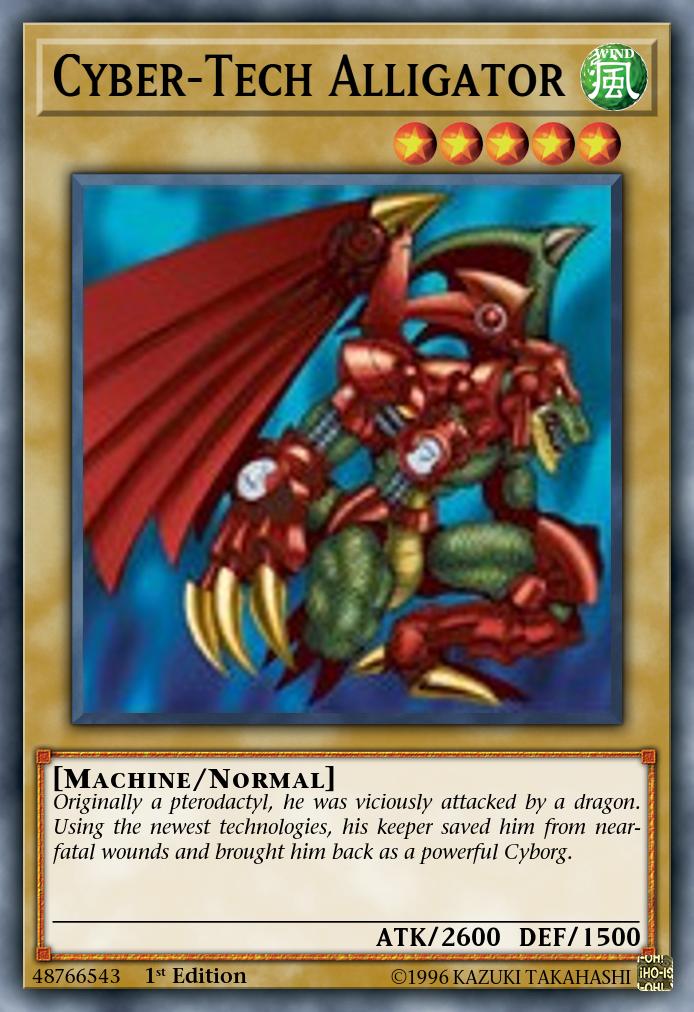 Cyber-Tech Alligator
WIND
風
[Machine/Normal]
Originally a pterodactyl, he was viciously attacked by a dragon.
Using the newest technologies, his keeper saved him from near-
fatal wounds and brought him back as a powerful Cyborg.
ATK/2600 DEF/1500
48766543 1st Edition ©1996 KAZUKI TAKAHASHI